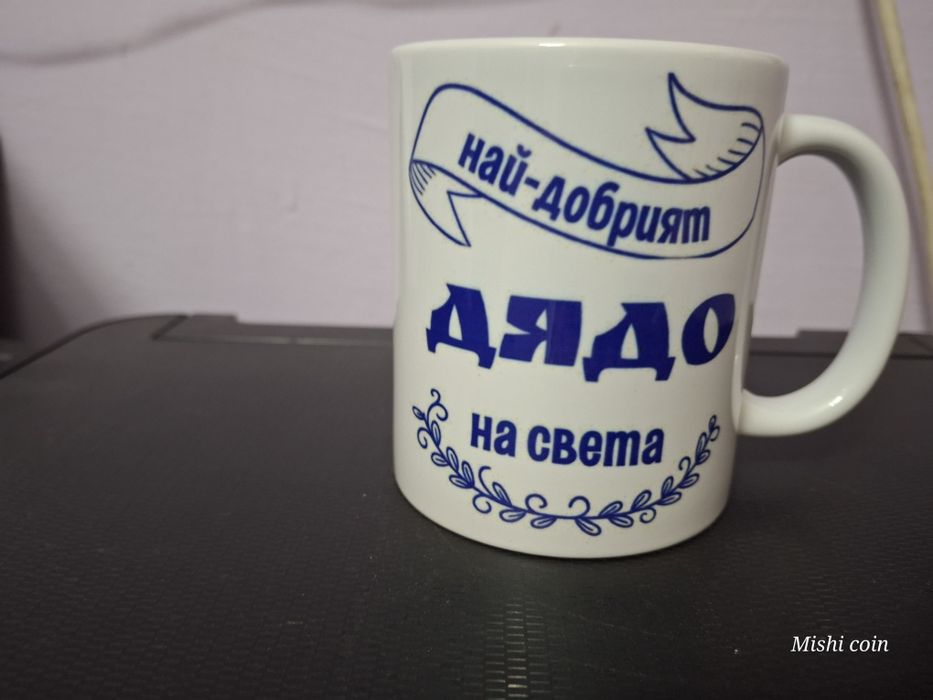 най-добрият
ДЯДО
на света
Mishi coin